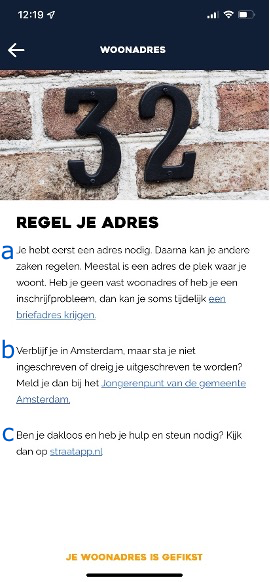 12:19
WOONADRES
32
REGEL JE ADRES
a
Je hebt eerst een adres nodig. Daarna kan je andere
zaken regelen. Meestal is een adres de plek waar je
woont. Heb je geen vast woonadres of heb je een
inschrijfprobleem, dan kan je soms tijdelijk een
briefadres krijgen.
b
Verblijf je in Amsterdam, maar sta je niet
ingeschreven of dreig je uitgeschreven te worden?
Meld je dan bij het Jongerenpunt van de gemeente
Amsterdam.
c
Ben je dakloos en heb je hulp en steun nodig? Kijk
dan op straatapp.nl
JE WOONADRES IS GEFIKST